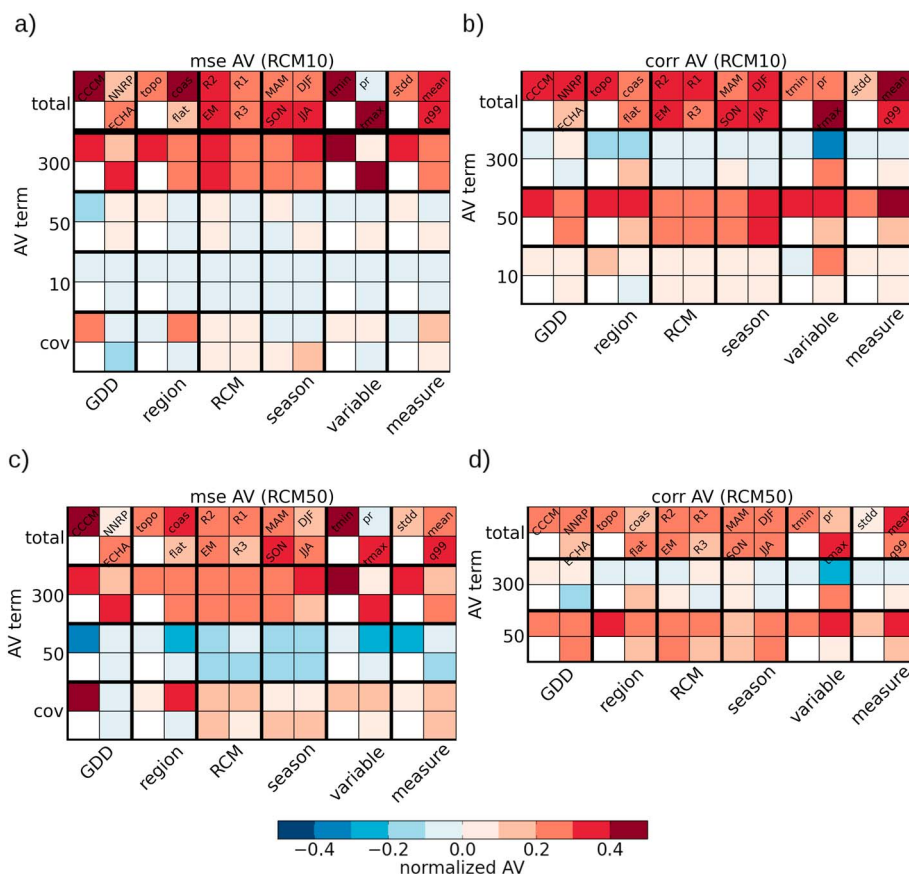 a)
mse AV (RCM10)
total
CCCM NNRP topo coas R2 R1 MAM DJF tmin pr stdd mean
ECHA flat EM R3 SON JJA tmax q99
300
50
10
cov
AV term
GDD region RCM season variable measure
b)
corr AV (RCM10)
total
CCCM NNRP topo coas R2 R1 MAM DJF tmin pr stdd mean
ECHA flat EM R3 SON JJA tmax q99
300
50
10
AV term
GDD region RCM season variable measure
c)
mse AV (RCM50)
total
CCCM NNRP topo coas R2 R1 MAM DJF tmin pr stdd mean
ECHA flat EM R3 SON JJA tmax q99
300
50
cov
AV term
GDD region RCM season variable measure
d)
corr AV (RCM50)
total
CCCM NNRP topo coas R2 R1 MAM DJF tmin pr stdd mean
ECHA flat EM R3 SON JJA tmax q99
300
50
AV term
GDD region RCM season variable measure
−0.4 −0.2 0.0 0.2 0.4
normalized AV